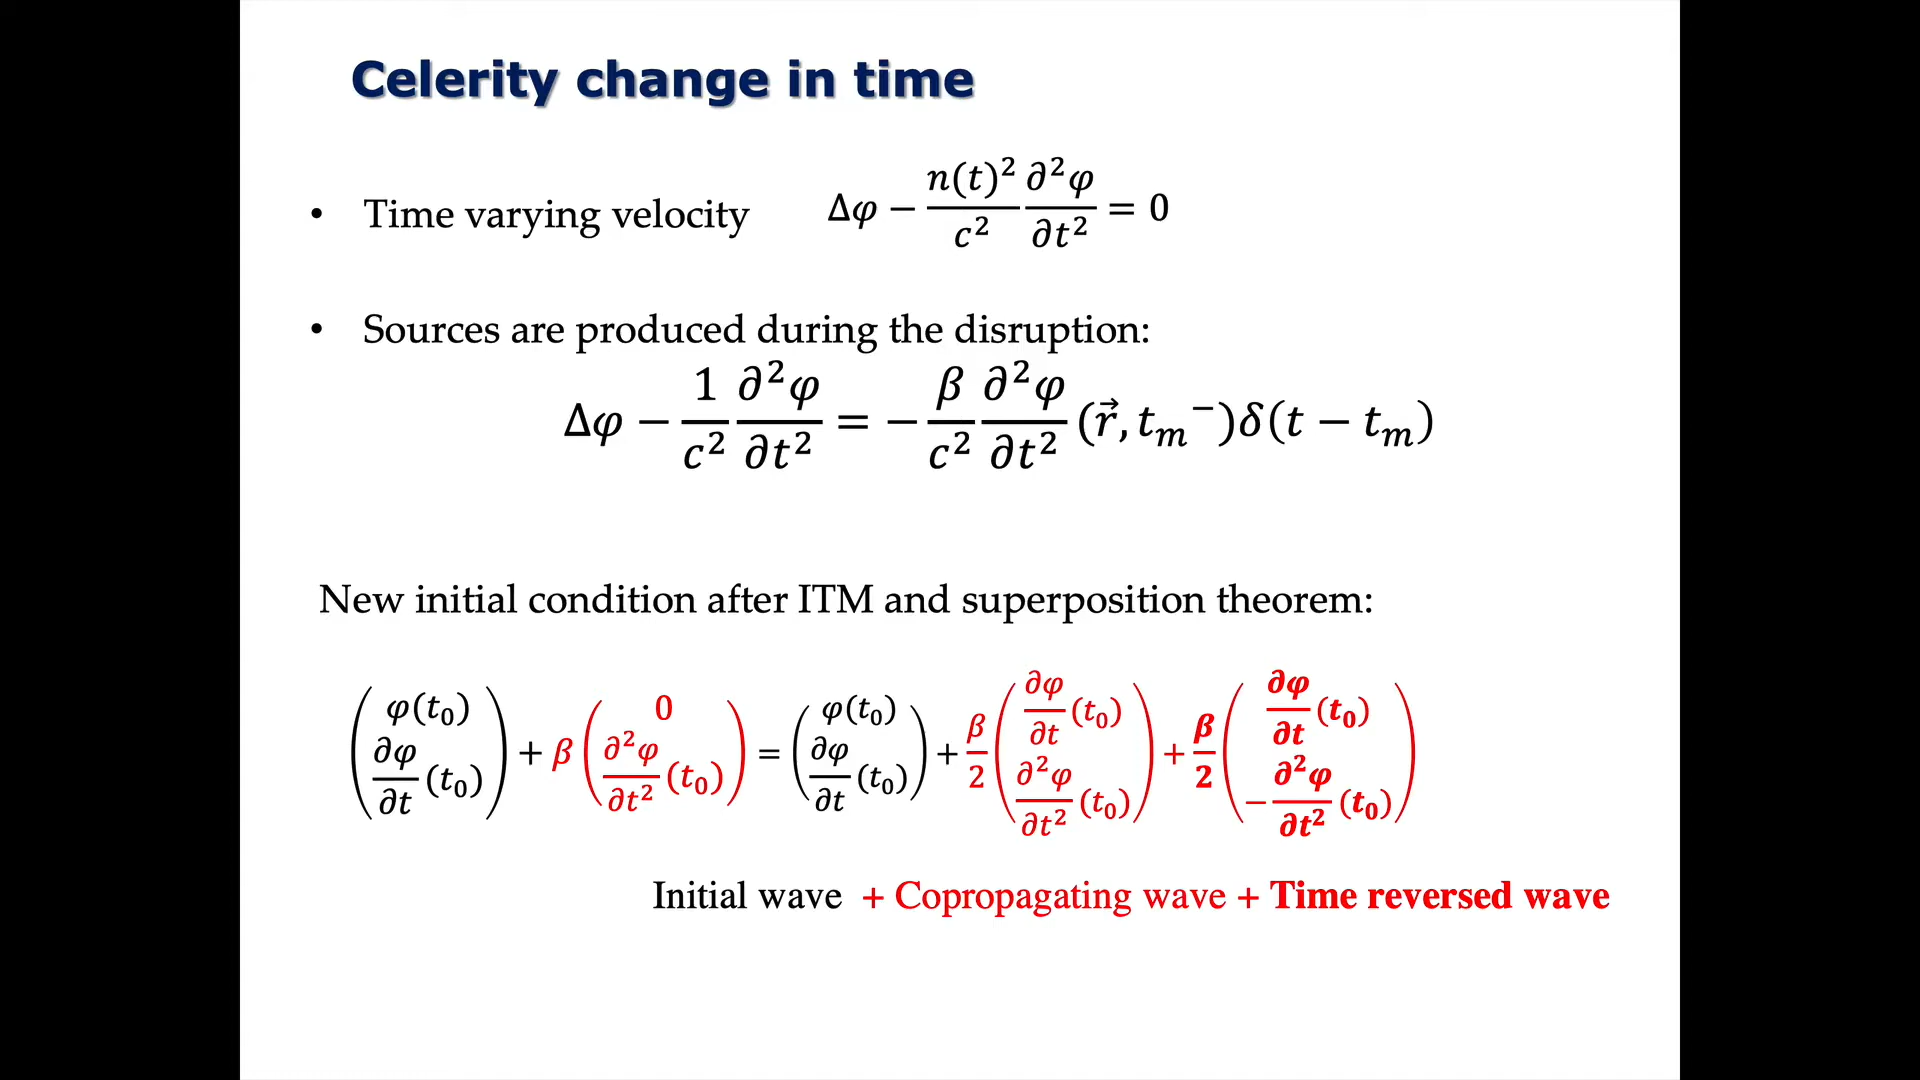 Celerity change in time
• Time varying velocity Δφ − n(t)²/c² ∂²φ/∂t² = 0
• Sources are produced during the disruption:
Δφ − 1/c² ∂²φ/∂t² = − β/c² ∂²φ/∂t² (r⃗, tₘ⁻)δ(t − tₘ)
New initial condition after ITM and superposition theorem:
(φ(t₀) ; ∂φ/∂t (t₀)) + β (0 ; ∂²φ/∂t² (t₀)) = (φ(t₀) ; ∂φ/∂t (t₀)) + β/2 (∂φ/∂t (t₀) ; ∂²φ/∂t² (t₀)) + β/2 (∂φ/∂t (t₀) ; −∂²φ/∂t² (t₀))
Initial wave + Copropagating wave + Time reversed wave